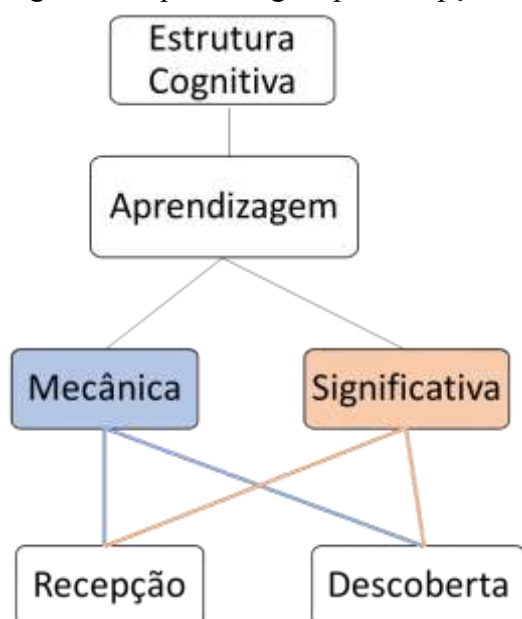 Estrutura
Cognitiva
Aprendizagem
Mecânica
Significativa
Recepção
Descoberta